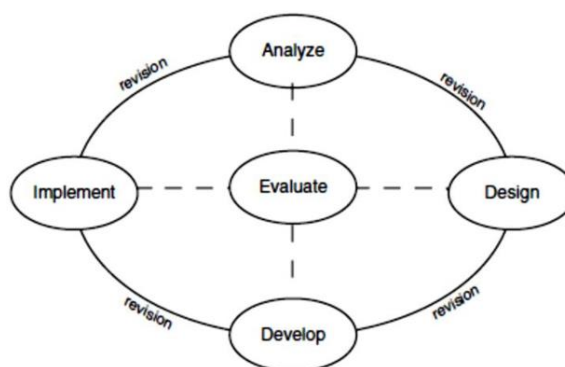 Analyze
revision
revision
Implement
Evaluate
Design
revision
revision
Develop